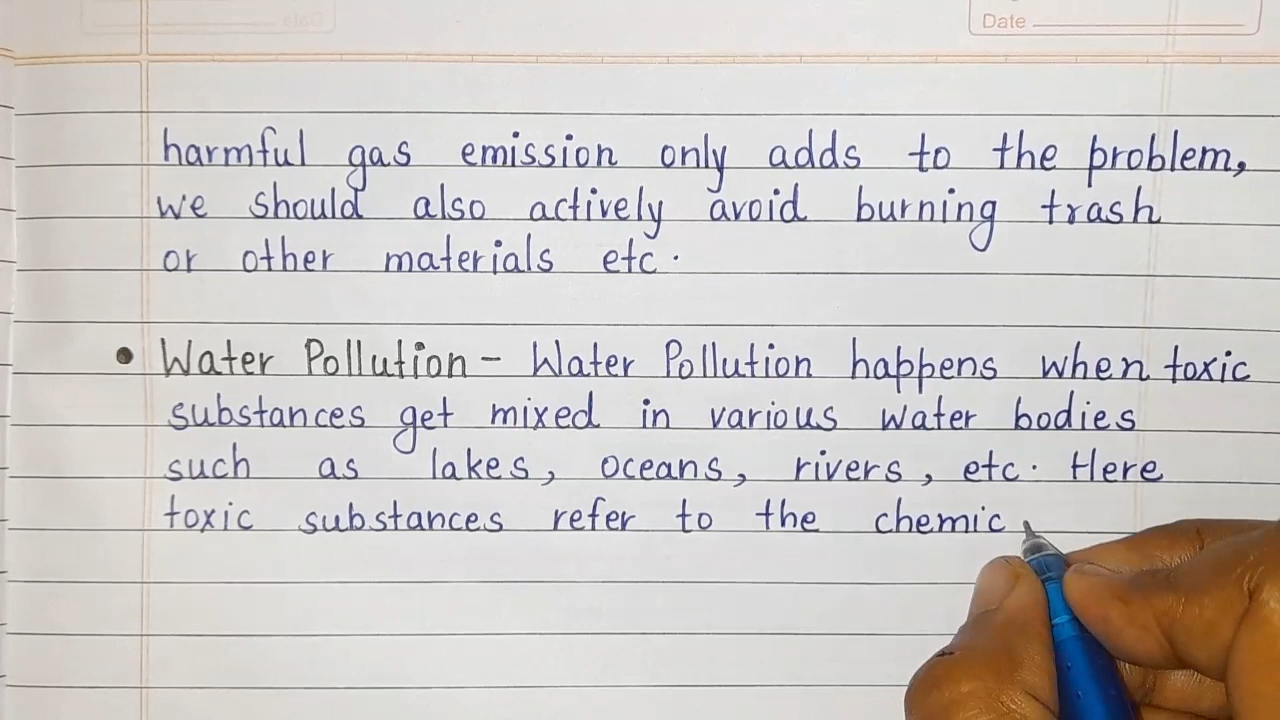 Date
harmful gas emission only adds to the problem,
we should also actively avoid burning trash
or other materials etc.
• Water Pollution - Water Pollution happens when toxic
substances get mixed in various water bodies
such as lakes, oceans, rivers, etc. Here
toxic substances refer to the chemic